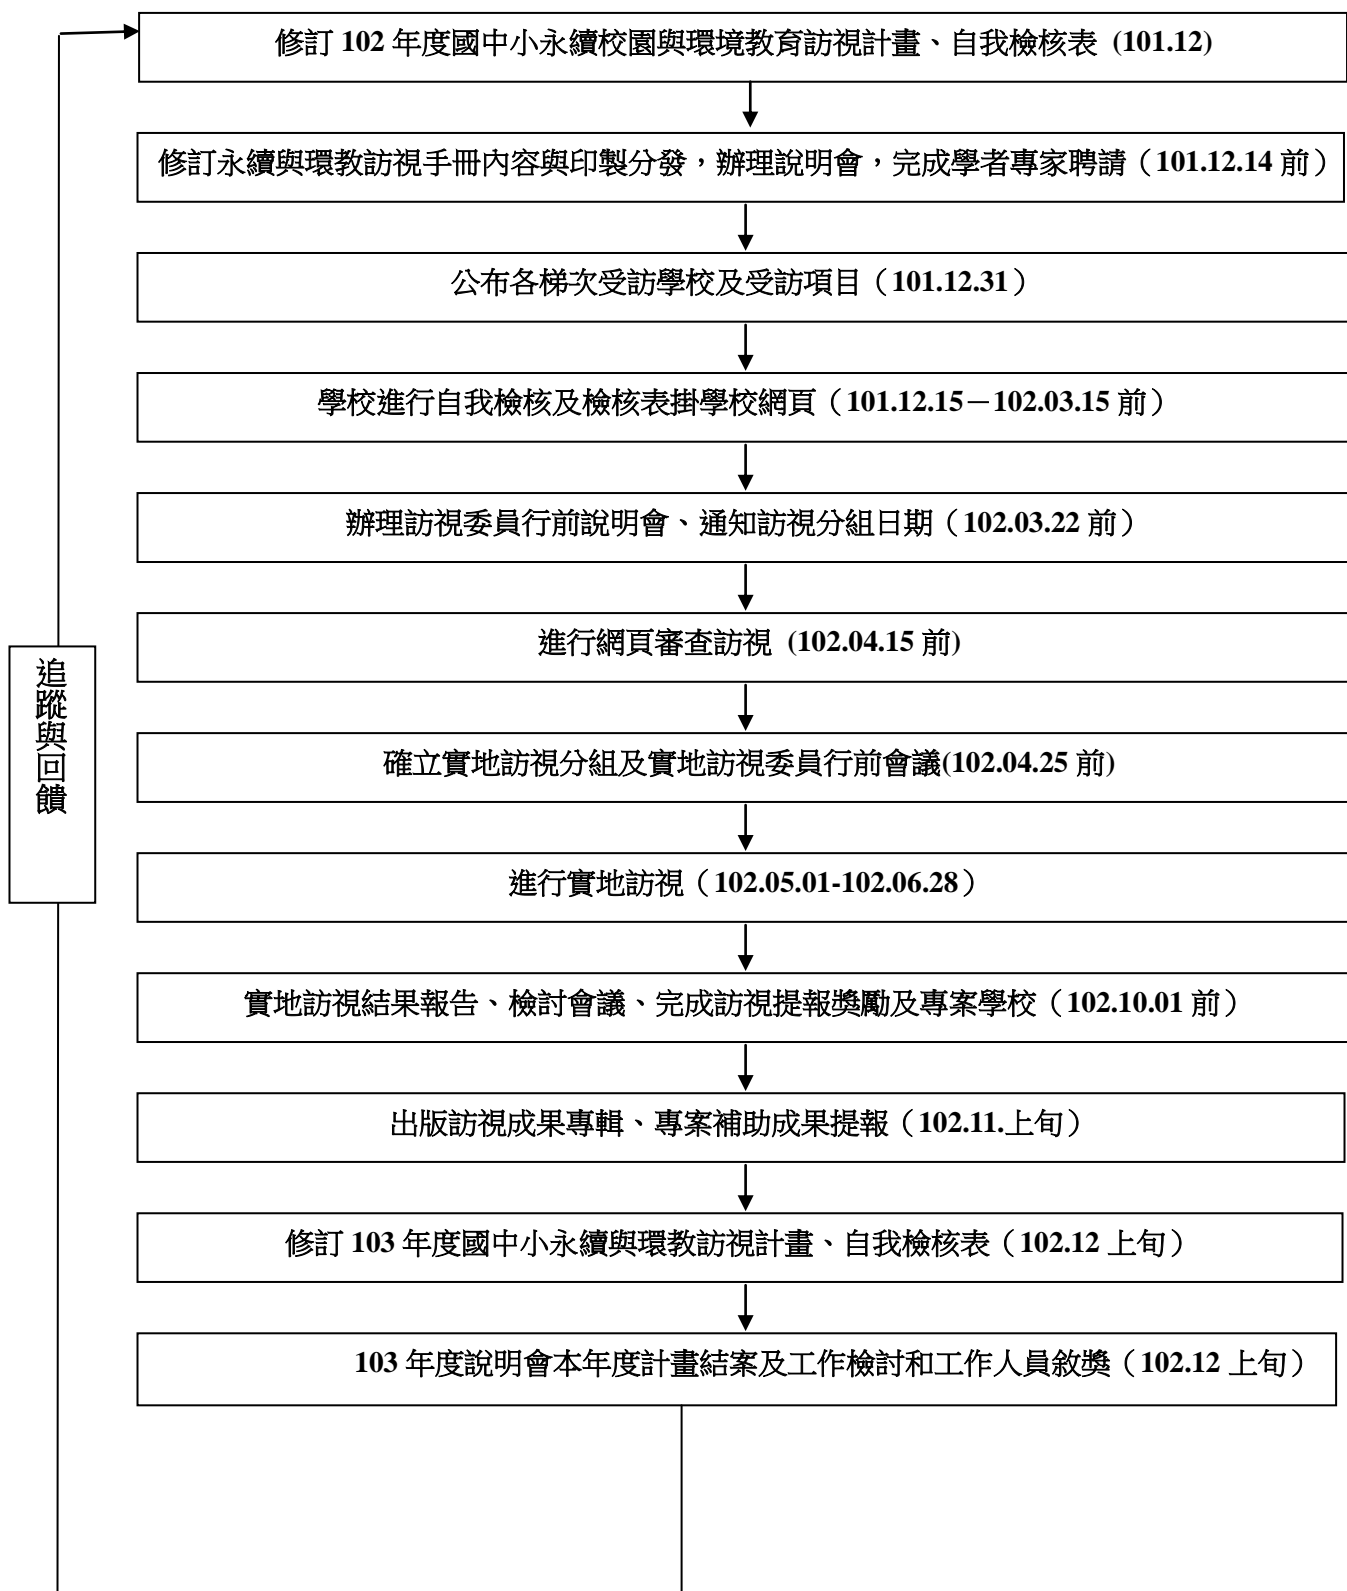 修訂 102 年度國中小永續校園與環境教育訪視計畫、自我檢核表 (101.12)
修訂永續與環教訪視手冊內容與印製分發，辦理說明會，完成學者專家聘請（101.12.14 前）
公布各梯次受訪學校及受訪項目（101.12.31）
學校進行自我檢核及檢核表掛學校網頁（101.12.15－102.03.15 前）
辦理訪視委員行前說明會、通知訪視分組日期（102.03.22 前）
進行網頁審查訪視 (102.04.15 前)
追蹤與回饋
確立實地訪視分組及實地訪視委員行前會議(102.04.25 前)
進行實地訪視（102.05.01-102.06.28）
實地訪視結果報告、檢討會議、完成訪視提報獎勵及專案學校（102.10.01 前）
出版訪視成果專輯、專案補助成果提報（102.11.上旬）
修訂 103 年度國中小永續與環教訪視計畫、自我檢核表（102.12 上旬）
103 年度說明會本年度計畫結案及工作檢討和工作人員敘獎（102.12 上旬）